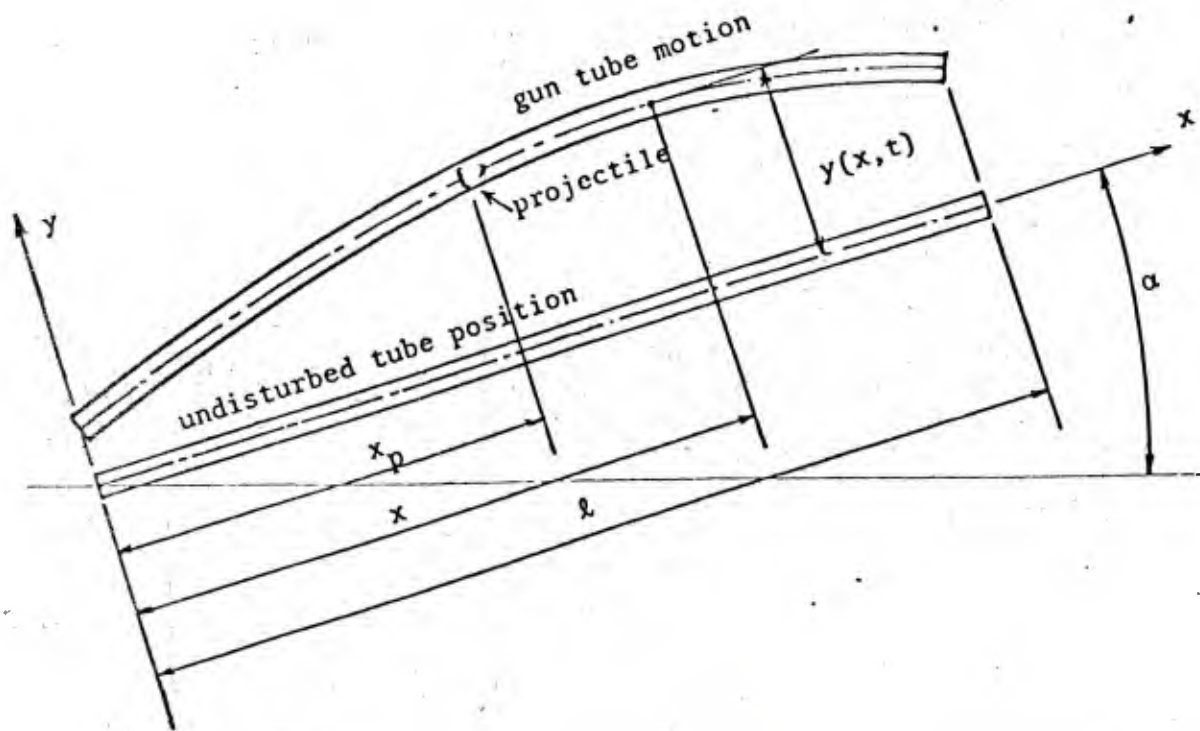 gun tube motion
x
y(x,t)
projectile
y
undisturbed tube position
α
x_p
x
ℓ